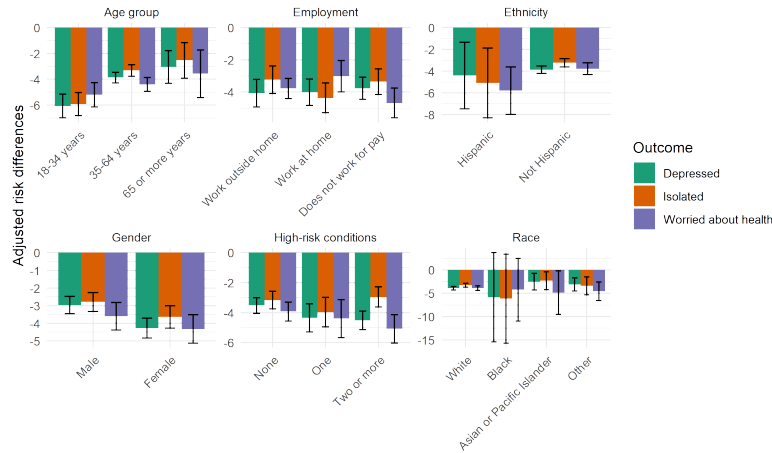 Age group
Employment
Ethnicity
0
-2
-4
-6
0
-2
-4
0
-2
-4
-6
-8
18-34 years
35-64 years
65 or more years
Work outside home
Work at home
Does not work for pay
Hispanic
Not Hispanic
Adjusted risk differences
Outcome
Depressed
Isolated
Worried about health
Gender
High-risk conditions
Race
0
-1
-2
-3
-4
-5
0
-2
-4
-6
0
-5
-10
-15
Male
Female
None
One
Two or more
White
Black
Asian or Pacific Islander
Other